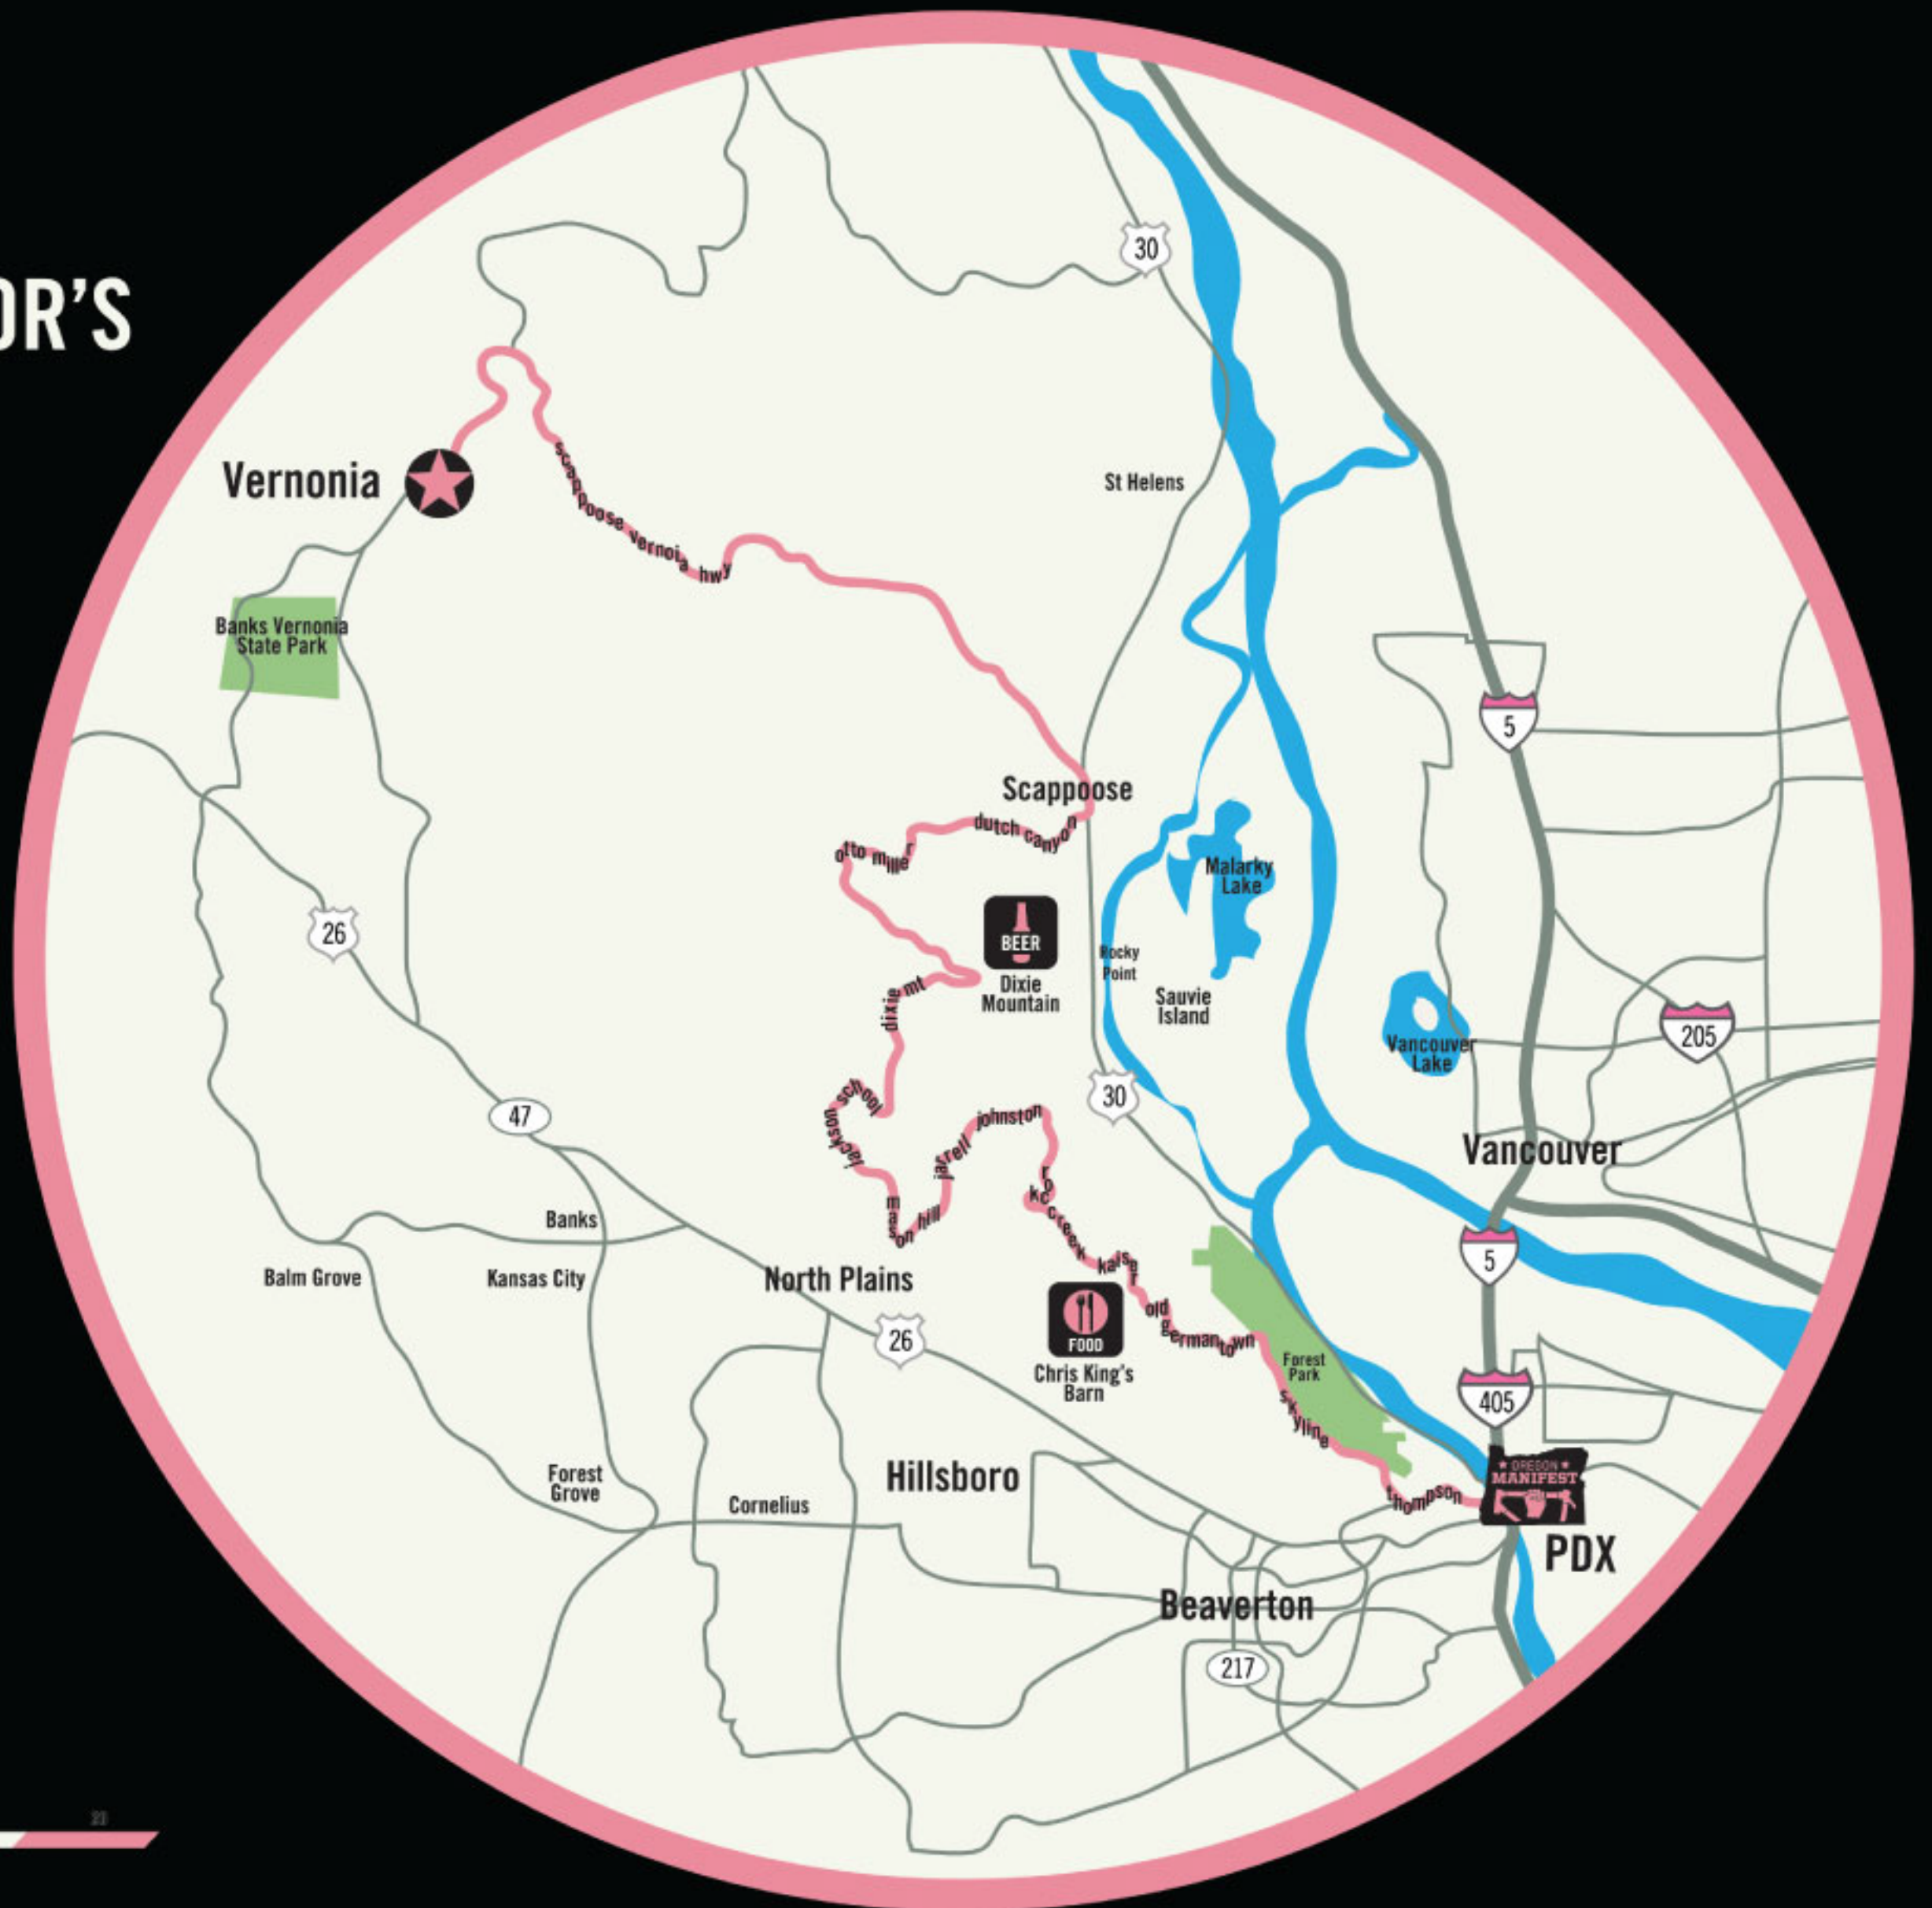 OR'S
30
Vernonia
scappoose vernoia hwy
St Helens
Banks Vernonia
State Park
5
Scappoose
dutch canyon
otto miller
Malarky
Lake
BEER
Dixie
Mountain
Rocky
Point
Sauvie
Island
26
dixie mt
205
Vancouver
Lake
30
47
school
jackson
johnston
jarrell
Vancouver
rock creek
mason hill
Banks
Balm Grove
Kansas City
North Plains
kaiser
5
old
germantown
26
FOOD
Chris King's
Barn
Forest
Park
405
skyline
OREGON
MANIFEST
thompson
PDX
Hillsboro
Forest
Grove
Cornelius
Beaverton
217